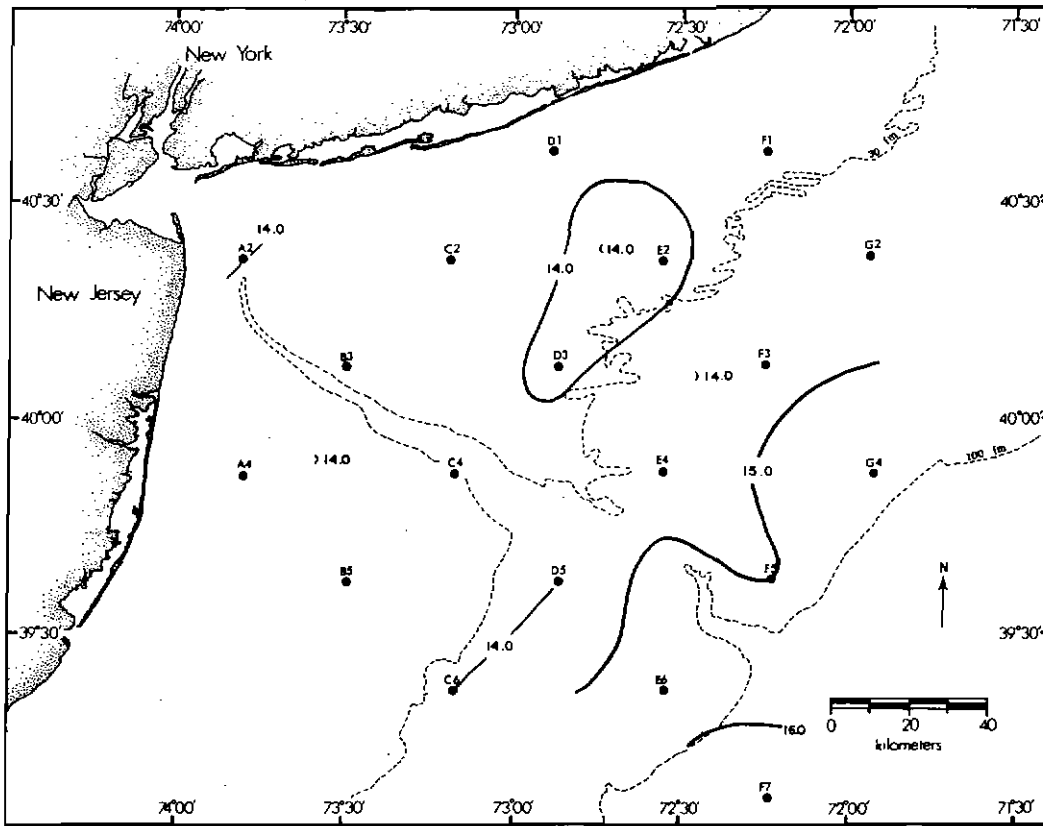 74°00' 73°30' 73°00' 72°30' 72°00' 71°30'
New York
D1 F1
30 fm
40°30' 40°30'
14.0
A2 C2 ⟨14.0 E2 G2
14.0
New Jersey
B3 D3 F3
⟩14.0
40°00' 40°00'
⟩14.0
A4 C4 E4 15.0 G4
100 fm
B5 D5 F5
N
39°30' 39°30'
14.0
C6 E6
16.0
0 20 40
kilometers
F7
74°00' 73°30' 73°00' 72°30' 72°00' 71°30'